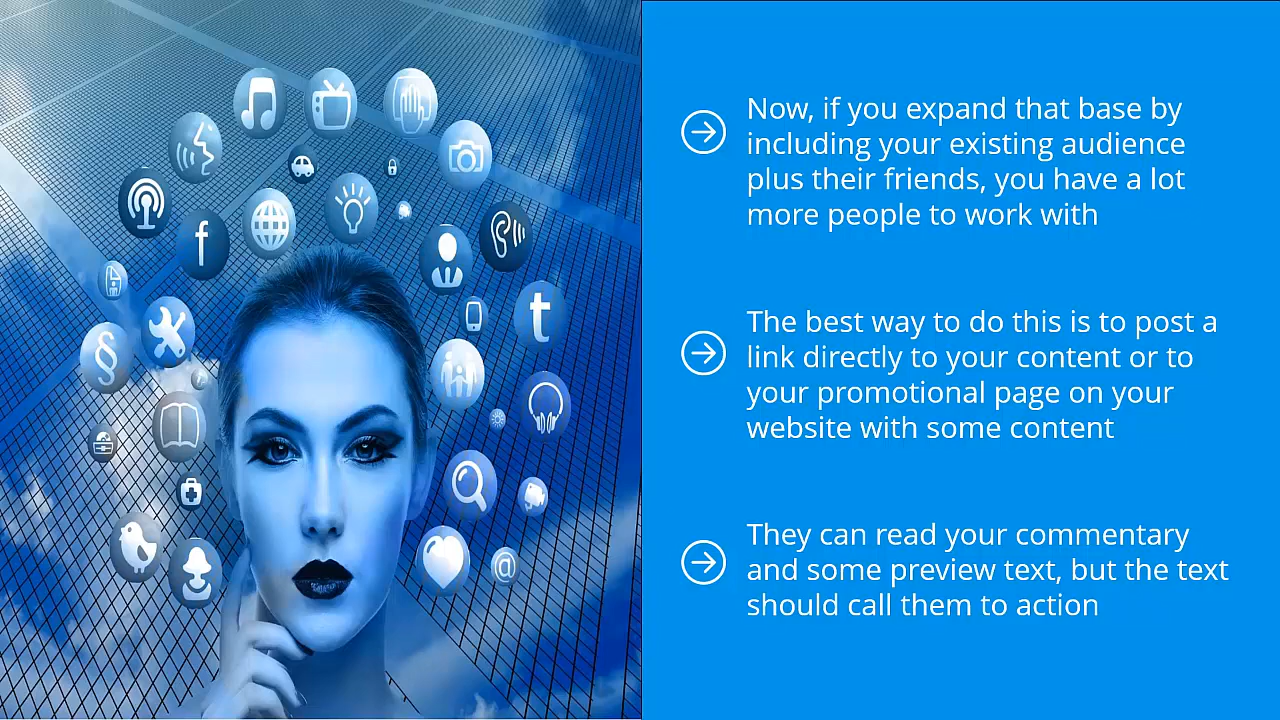 Now, if you expand that base by
including your existing audience
plus their friends, you have a lot
more people to work with
The best way to do this is to post a
link directly to your content or to
your promotional page on your
website with some content
They can read your commentary
and some preview text, but the text
should call them to action